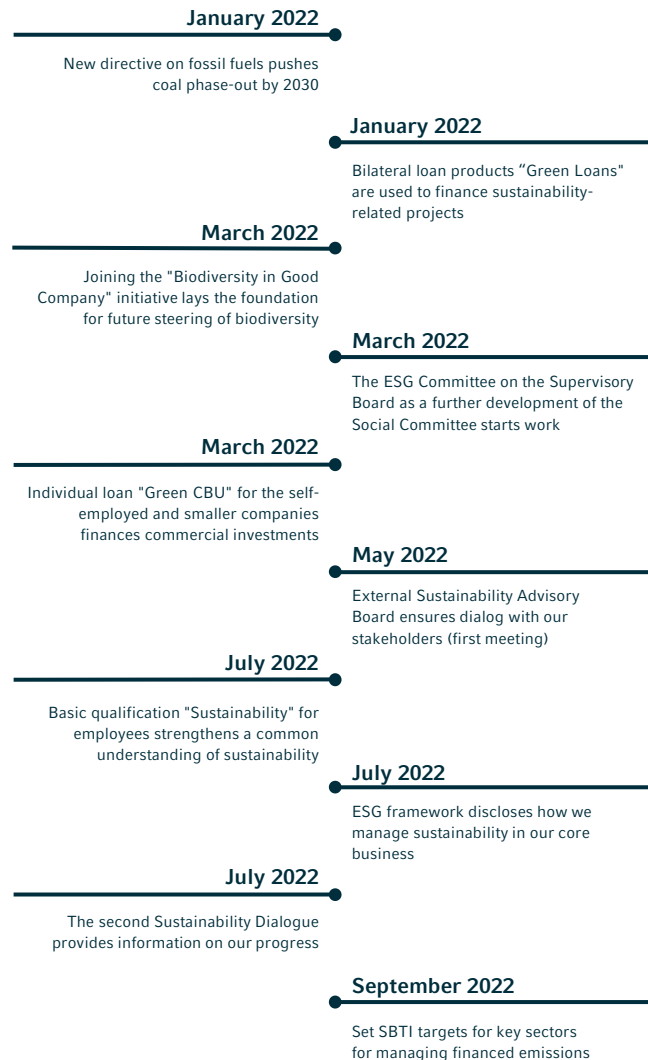 January 2022
New directive on fossil fuels pushes
coal phase-out by 2030
January 2022
Bilateral loan products “Green Loans"
are used to finance sustainability-
related projects
March 2022
Joining the "Biodiversity in Good
Company" initiative lays the foundation
for future steering of biodiversity
March 2022
The ESG Committee on the Supervisory
Board as a further development of the
Social Committee starts work
March 2022
Individual loan "Green CBU" for the self-
employed and smaller companies
finances commercial investments
May 2022
External Sustainability Advisory
Board ensures dialog with our
stakeholders (first meeting)
July 2022
Basic qualification "Sustainability" for
employees strengthens a common
understanding of sustainability
July 2022
ESG framework discloses how we
manage sustainability in our core
business
July 2022
The second Sustainability Dialogue
provides information on our progress
September 2022
Set SBTI targets for key sectors
for managing financed emissions